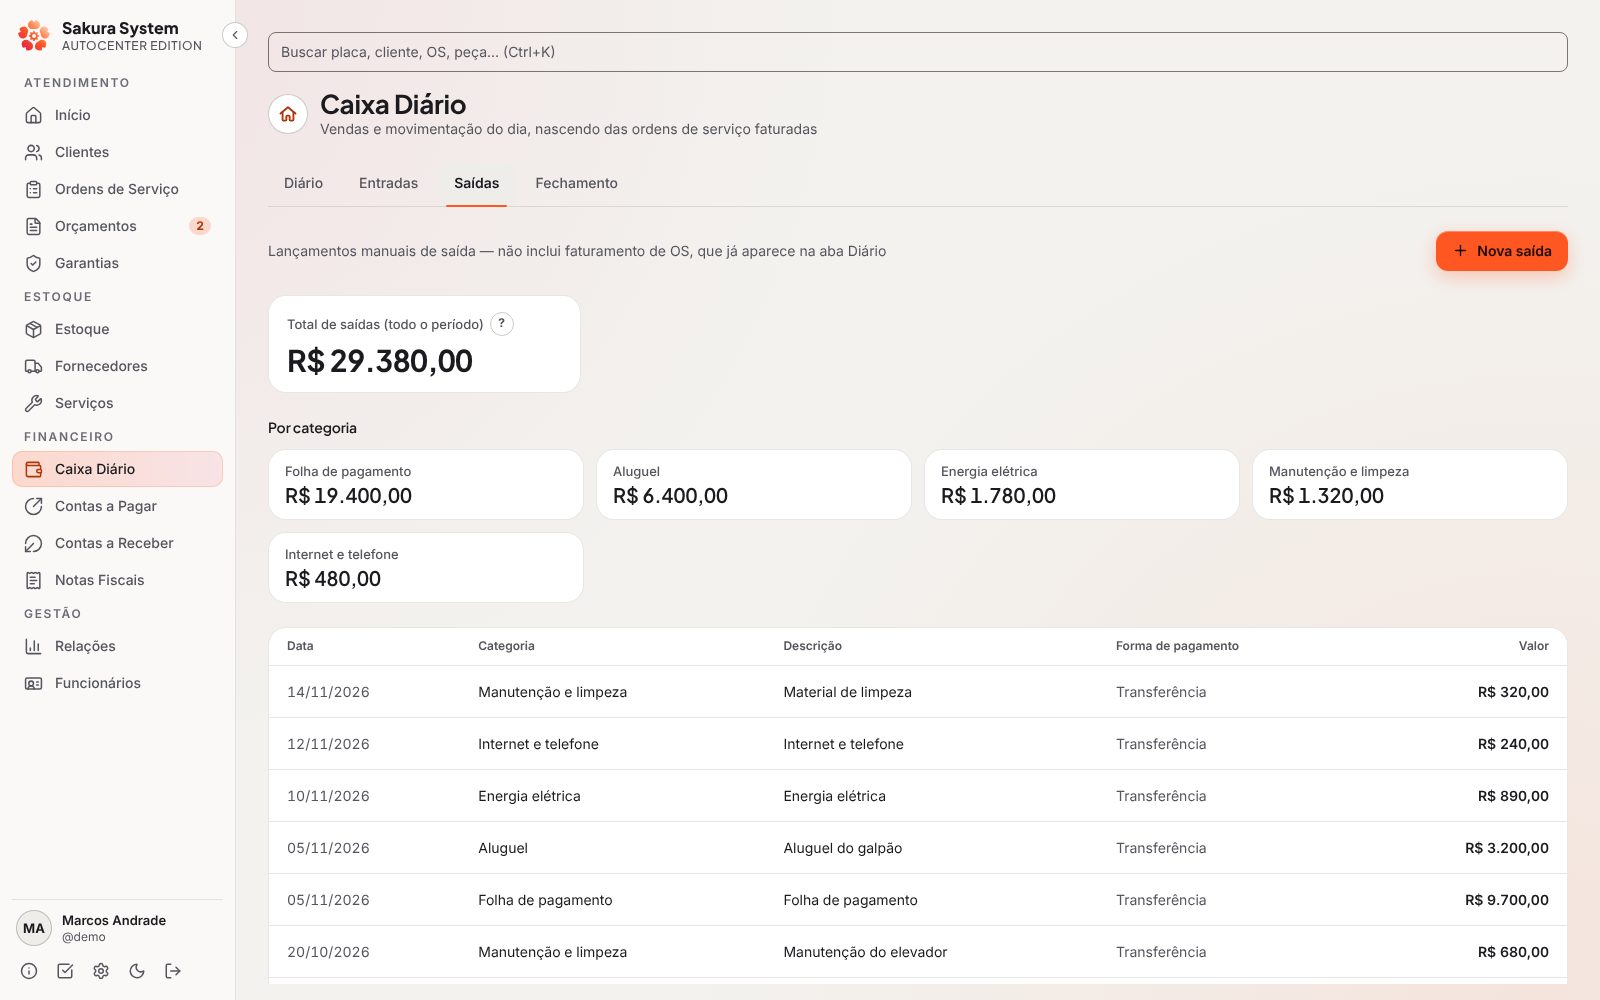 Sakura System
AUTOCENTER EDITION
ATENDIMENTO
Início
Clientes
Ordens de Serviço
Orçamentos 2
Garantias
ESTOQUE
Estoque
Fornecedores
Serviços
FINANCEIRO
Caixa Diário
Contas a Pagar
Contas a Receber
Notas Fiscais
GESTÃO
Relações
Funcionários
MA
Marcos Andrade
@demo
Buscar placa, cliente, OS, peça... (Ctrl+K)
Caixa Diário
Vendas e movimentação do dia, nascendo das ordens de serviço faturadas
Diário Entradas Saídas Fechamento
Lançamentos manuais de saída — não inclui faturamento de OS, que já aparece na aba Diário
+ Nova saída
Total de saídas (todo o período) ?
R$ 29.380,00
Por categoria
Folha de pagamento
R$ 19.400,00
Aluguel
R$ 6.400,00
Energia elétrica
R$ 1.780,00
Manutenção e limpeza
R$ 1.320,00
Internet e telefone
R$ 480,00
Data Categoria Descrição Forma de pagamento Valor
14/11/2026 Manutenção e limpeza Material de limpeza Transferência R$ 320,00
12/11/2026 Internet e telefone Internet e telefone Transferência R$ 240,00
10/11/2026 Energia elétrica Energia elétrica Transferência R$ 890,00
05/11/2026 Aluguel Aluguel do galpão Transferência R$ 3.200,00
05/11/2026 Folha de pagamento Folha de pagamento Transferência R$ 9.700,00
20/10/2026 Manutenção e limpeza Manutenção do elevador Transferência R$ 680,00